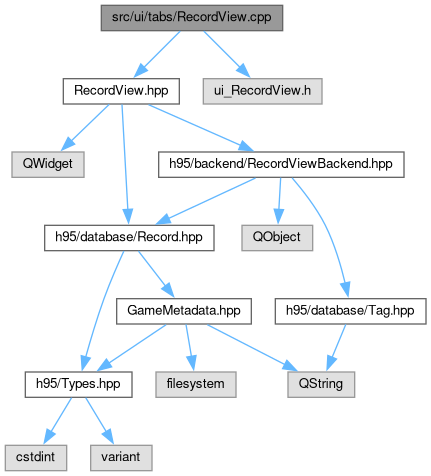 src/ui/tabs/RecordView.cpp
RecordView.hpp
ui_RecordView.h
QWidget
h95/backend/RecordViewBackend.hpp
h95/database/Record.hpp
QObject
GameMetadata.hpp
h95/database/Tag.hpp
h95/Types.hpp
filesystem
QString
cstdint
variant